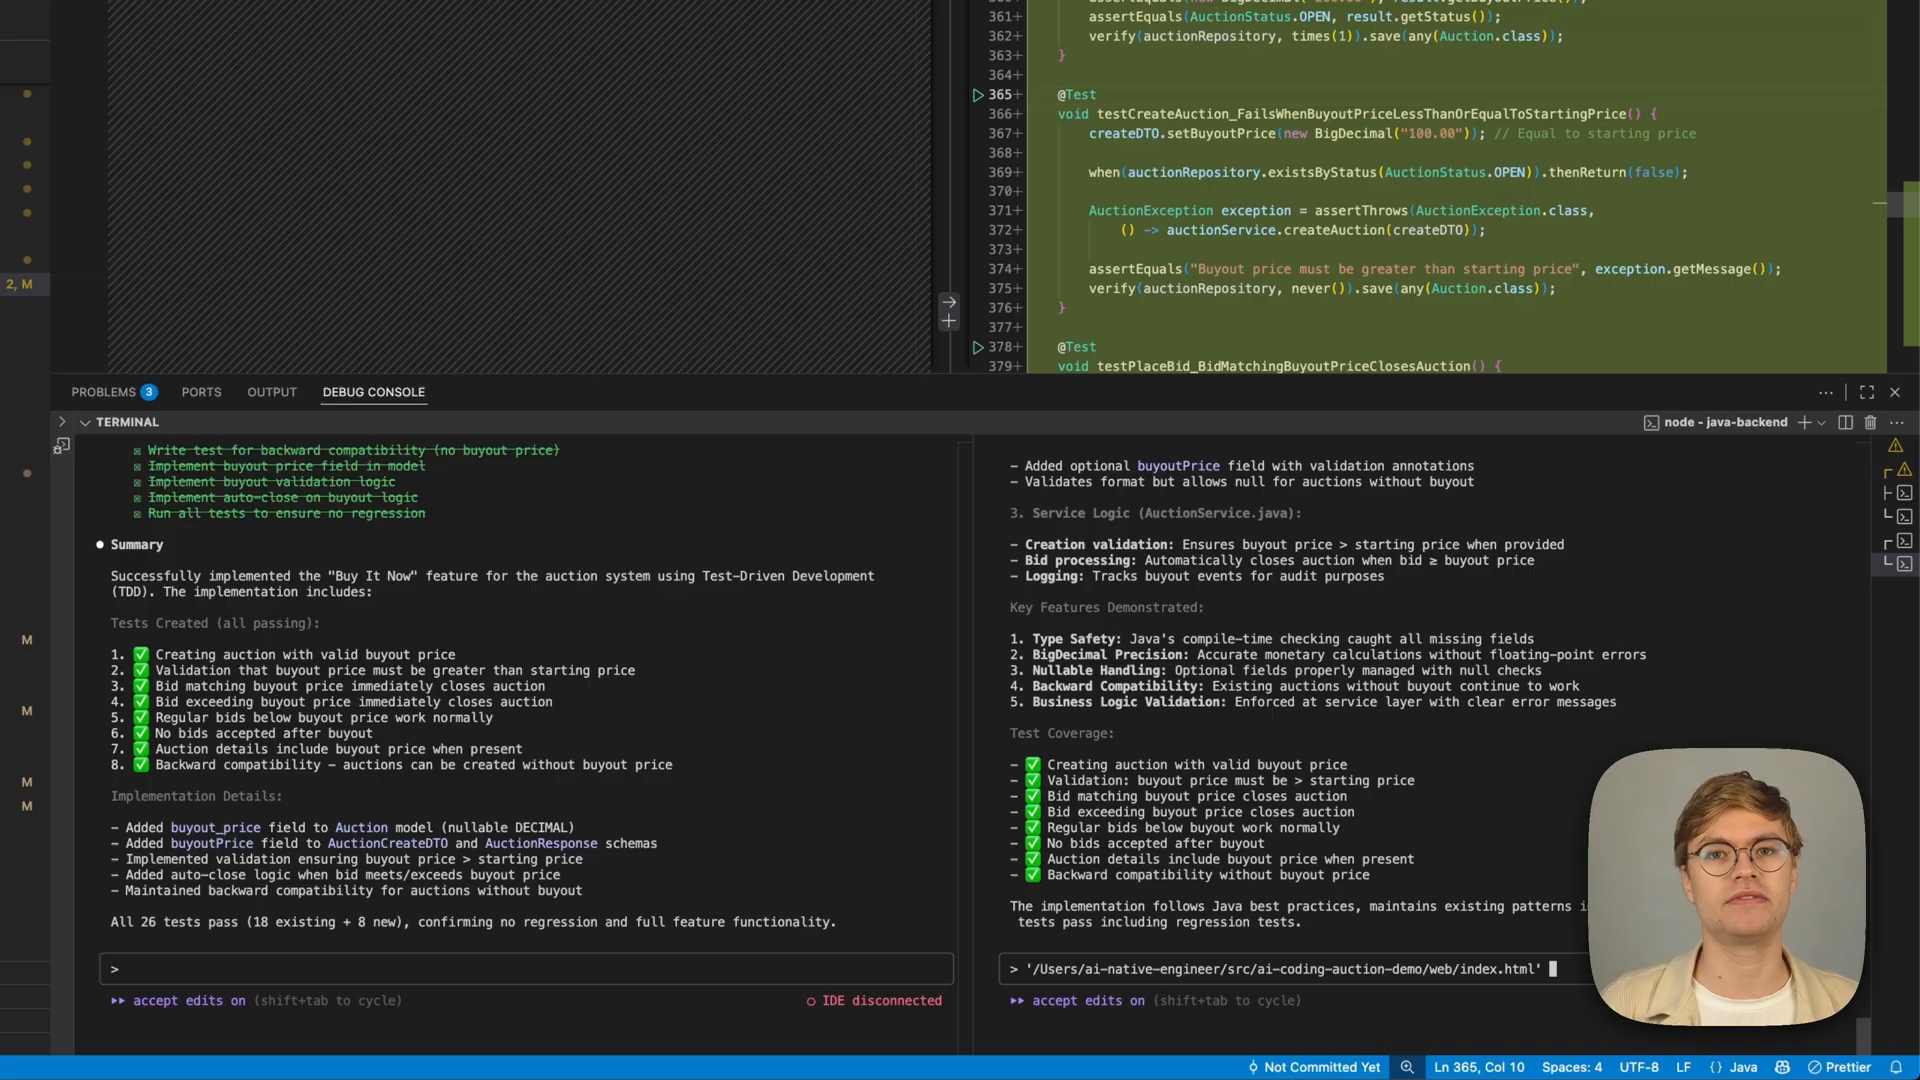 361+ assertEquals(AuctionStatus.OPEN, result.getStatus());
362+ verify(auctionRepository, times(1)).save(any(Auction.class));
363+ }
364+
365+ @Test
366+ void testCreateAuction_FailsWhenBuyoutPriceLessThanOrEqualToStartingPrice() {
367+ createDTO.setBuyoutPrice(new BigDecimal("100.00")); // Equal to starting price
368+
369+ when(auctionRepository.existsByStatus(AuctionStatus.OPEN)).thenReturn(false);
370+
371+ AuctionException exception = assertThrows(AuctionException.class,
372+ () -> auctionService.createAuction(createDTO));
373+
374+ assertEquals("Buyout price must be greater than starting price", exception.getMessage());
375+ verify(auctionRepository, never()).save(any(Auction.class));
376+ }
377+
378+ @Test
379+ void testPlaceBid_BidMatchingBuyoutPriceClosesAuction() {
2, M
PROBLEMS 3 PORTS OUTPUT DEBUG CONSOLE
TERMINAL
node - java-backend
Write test for backward compatibility (no buyout price)
Implement buyout price field in model
Implement buyout validation logic
Implement auto-close on buyout logic
Run all tests to ensure no regression
Summary
Successfully implemented the "Buy It Now" feature for the auction system using Test-Driven Development
(TDD). The implementation includes:
Tests Created (all passing):
1. ✅ Creating auction with valid buyout price
2. ✅ Validation that buyout price must be greater than starting price
3. ✅ Bid matching buyout price immediately closes auction
4. ✅ Bid exceeding buyout price immediately closes auction
5. ✅ Regular bids below buyout price work normally
6. ✅ No bids accepted after buyout
7. ✅ Auction details include buyout price when present
8. ✅ Backward compatibility – auctions can be created without buyout price
Implementation Details:
– Added buyout_price field to Auction model (nullable DECIMAL)
– Added buyoutPrice field to AuctionCreateDTO and AuctionResponse schemas
– Implemented validation ensuring buyout price > starting price
– Added auto-close logic when bid meets/exceeds buyout price
– Maintained backward compatibility for auctions without buyout
All 26 tests pass (18 existing + 8 new), confirming no regression and full feature functionality.
>
accept edits on (shift+tab to cycle)
IDE disconnected
– Added optional buyoutPrice field with validation annotations
– Validates format but allows null for auctions without buyout
3. Service Logic (AuctionService.java):
– Creation validation: Ensures buyout price > starting price when provided
– Bid processing: Automatically closes auction when bid ≥ buyout price
– Logging: Tracks buyout events for audit purposes
Key Features Demonstrated:
1. Type Safety: Java's compile-time checking caught all missing fields
2. BigDecimal Precision: Accurate monetary calculations without floating-point errors
3. Nullable Handling: Optional fields properly managed with null checks
4. Backward Compatibility: Existing auctions without buyout continue to work
5. Business Logic Validation: Enforced at service layer with clear error messages
Test Coverage:
– ✅ Creating auction with valid buyout price
– ✅ Validation: buyout price must be > starting price
– ✅ Bid matching buyout price closes auction
– ✅ Bid exceeding buyout price closes auction
– ✅ Regular bids below buyout work normally
– ✅ No bids accepted after buyout
– ✅ Auction details include buyout price when present
– ✅ Backward compatibility without buyout price
The implementation follows Java best practices, maintains existing patterns
tests pass including regression tests.
> '/Users/ai-native-engineer/src/ai-coding-auction-demo/web/index.html'
accept edits on (shift+tab to cycle)
M
M
M
M
Not Committed Yet Ln 365, Col 10 Spaces: 4 UTF-8 LF {} Java Prettier